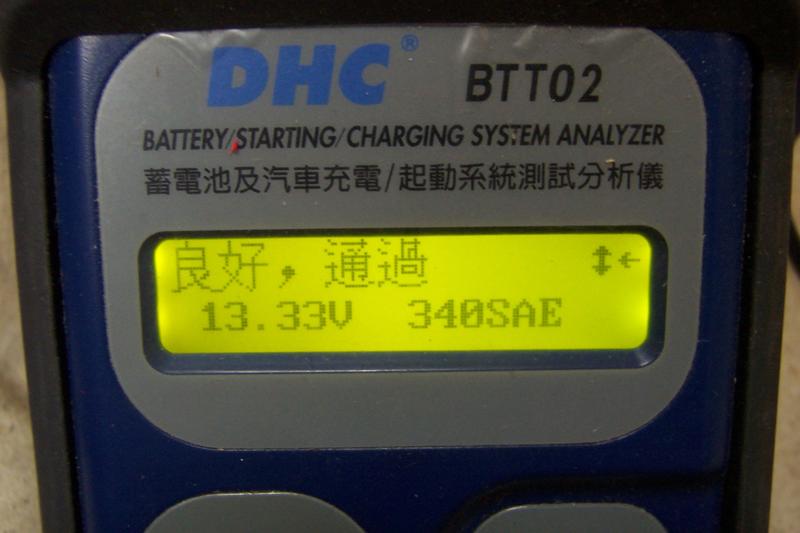 DHC® BTT02
BATTERY/STARTING/CHARGING SYSTEM ANALYZER
蓄電池及汽車充電/起動系統測試分析儀
良好，通過 ↕←
13.33V 340SAE